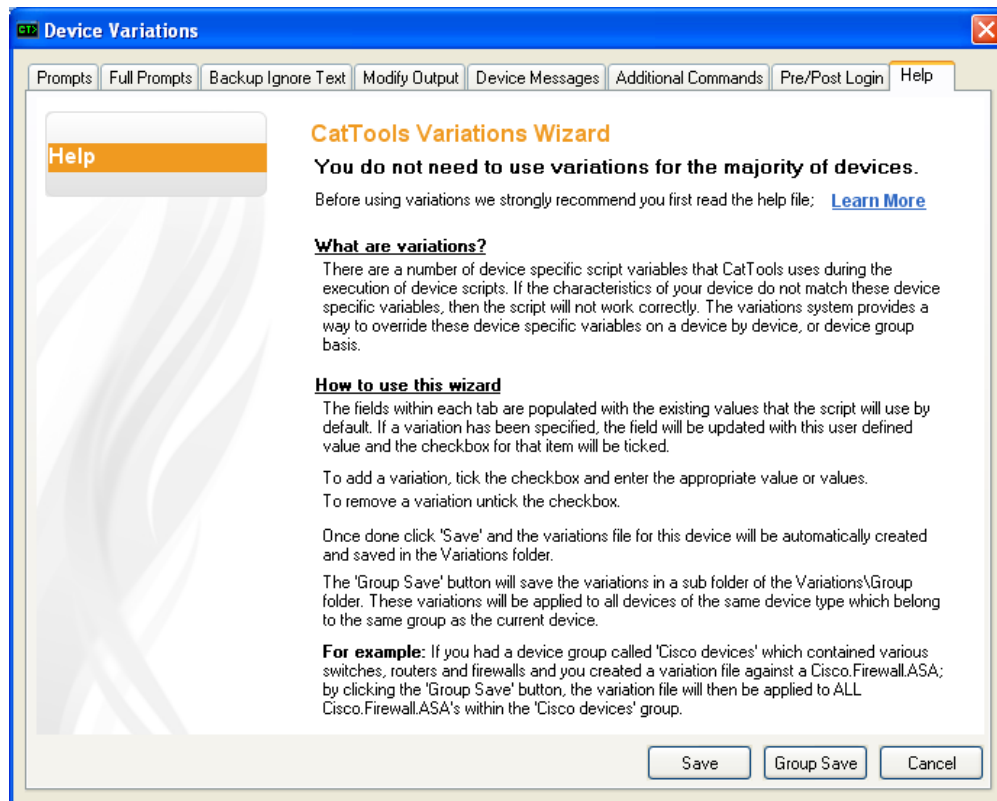 CT> Device Variations
Prompts Full Prompts Backup Ignore Text Modify Output Device Messages Additional Commands Pre/Post Login Help
Help
CatTools Variations Wizard
You do not need to use variations for the majority of devices.
Before using variations we strongly recommend you first read the help file; Learn More
What are variations?
There are a number of device specific script variables that CatTools uses during the
execution of device scripts. If the characteristics of your device do not match these device
specific variables, then the script will not work correctly. The variations system provides a
way to override these device specific variables on a device by device, or device group
basis.
How to use this wizard
The fields within each tab are populated with the existing values that the script will use by
default. If a variation has been specified, the field will be updated with this user defined
value and the checkbox for that item will be ticked.
To add a variation, tick the checkbox and enter the appropriate value or values.
To remove a variation untick the checkbox.
Once done click 'Save' and the variations file for this device will be automatically created
and saved in the Variations folder.
The 'Group Save' button will save the variations in a sub folder of the Variations\Group
folder. These variations will be applied to all devices of the same device type which belong
to the same group as the current device.
For example: If you had a device group called 'Cisco devices' which contained various
switches, routers and firewalls and you created a variation file against a Cisco.Firewall.ASA;
by clicking the 'Group Save' button, the variation file will then be applied to ALL
Cisco.Firewall.ASA's within the 'Cisco devices' group.
Save Group Save Cancel